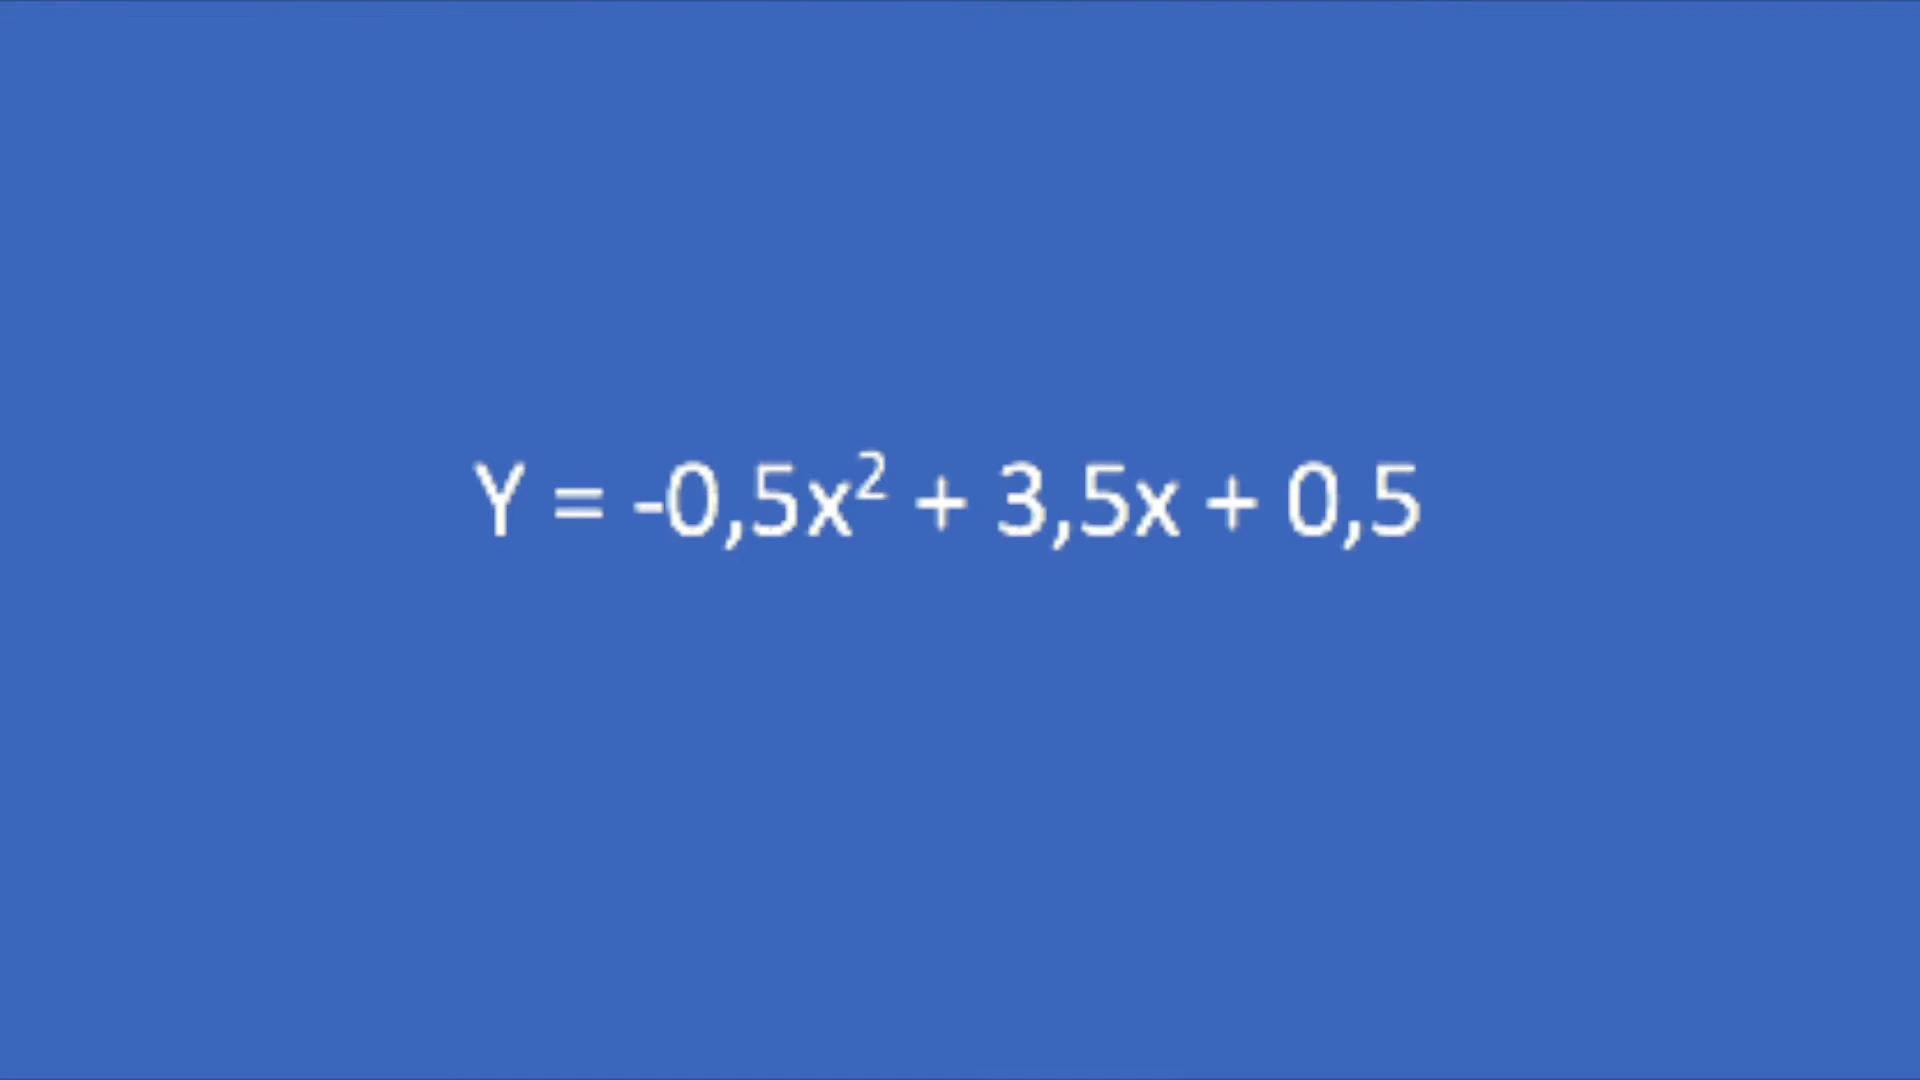 Y = -0,5x² + 3,5x + 0,5